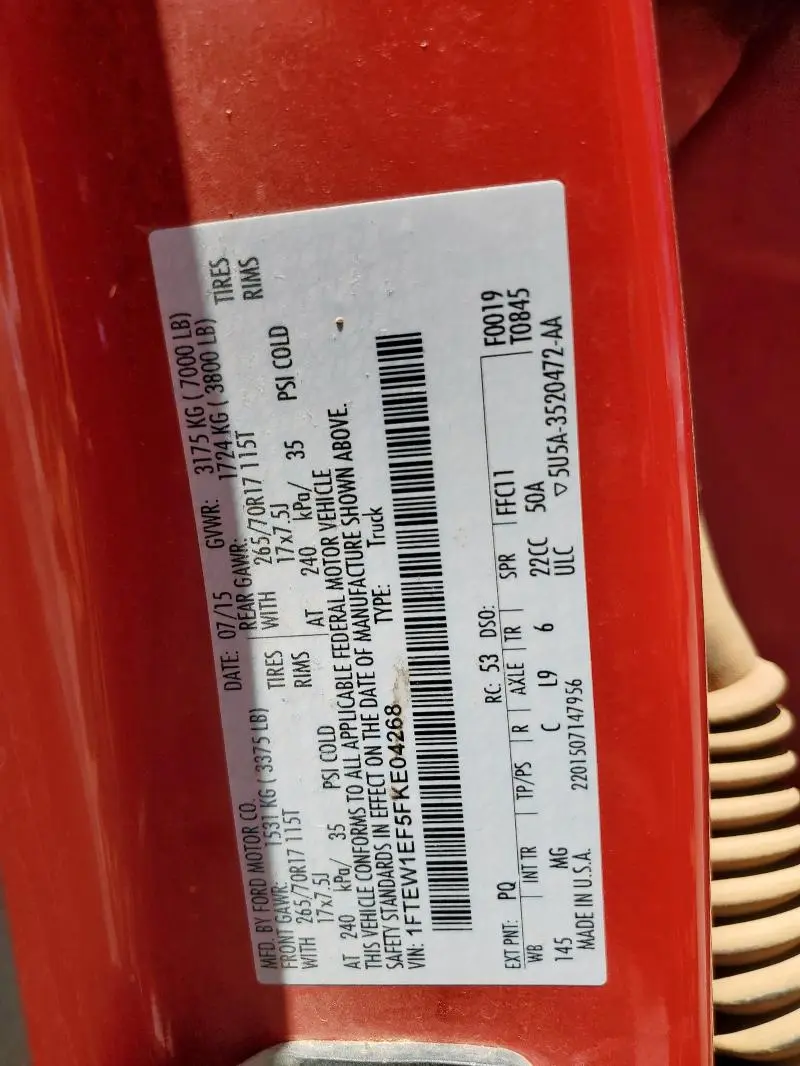 MFD. BY FORD MOTOR CO. DATE: 07/15 GVWR: 3175 KG ( 7000 LB)
FRONT GAWR: 1531 KG ( 3375 LB) REAR GAWR: 1724 KG ( 3800 LB)
WITH 265/70R17 115T TIRES WITH 265/70R17 115T TIRES
17x7.5J RIMS 17x7.5J RIMS
AT 240 kPa/ 35 PSI COLD AT 240 kPa/ 35 PSI COLD
THIS VEHICLE CONFORMS TO ALL APPLICABLE FEDERAL MOTOR VEHICLE
SAFETY STANDARDS IN EFFECT ON THE DATE OF MANUFACTURE SHOWN ABOVE.
VIN: 1FTEW1EF5FKE04268 TYPE: Truck
F0019
T0845
EXT PNT: PQ RC: 53 DSO:
WB INT TR TP/PS R AXLE TR SPR FFC11
145 MG C L9 6 22CC 50A
MADE IN U.S.A. 2201507147956 ULC ▽5U5A-3520472-AA